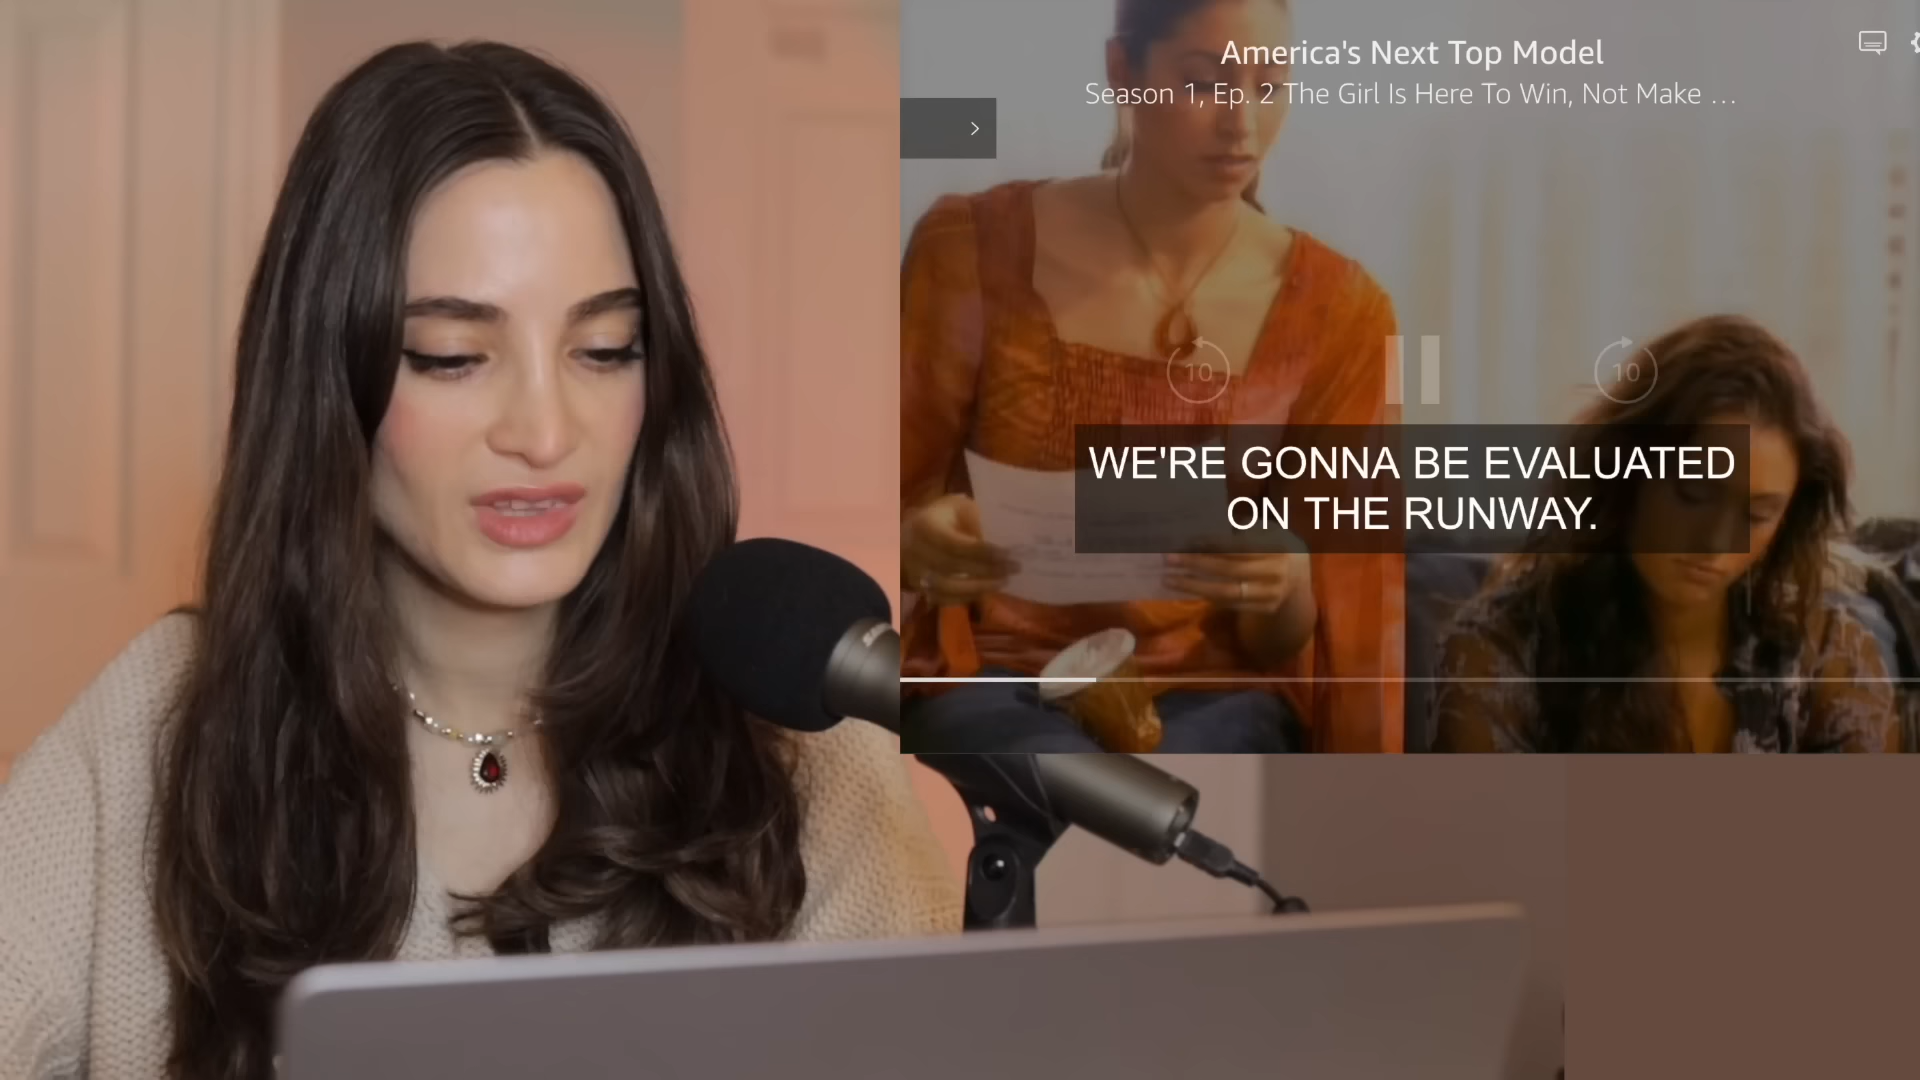 America's Next Top Model
Season 1, Ep. 2 The Girl Is Here To Win, Not Make ...
10
10
WE'RE GONNA BE EVALUATED
ON THE RUNWAY.